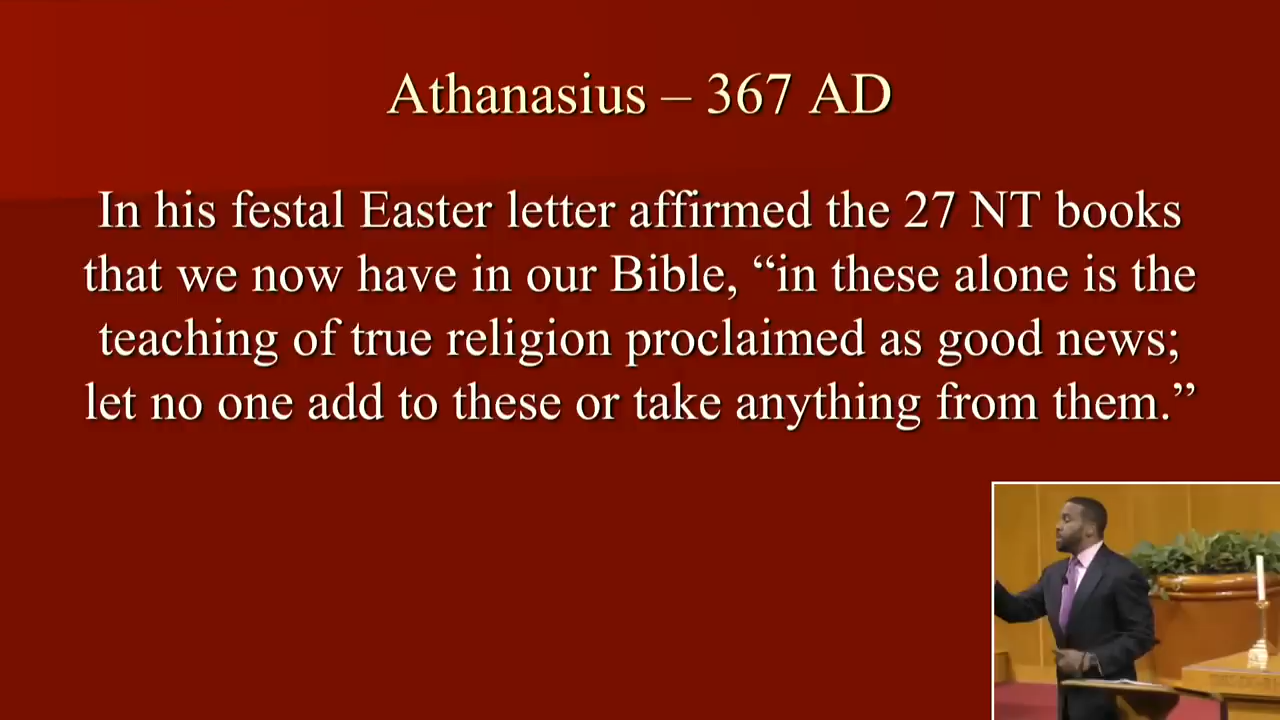 Athanasius – 367 AD
In his festal Easter letter affirmed the 27 NT books
that we now have in our Bible, “in these alone is the
teaching of true religion proclaimed as good news;
let no one add to these or take anything from them.”